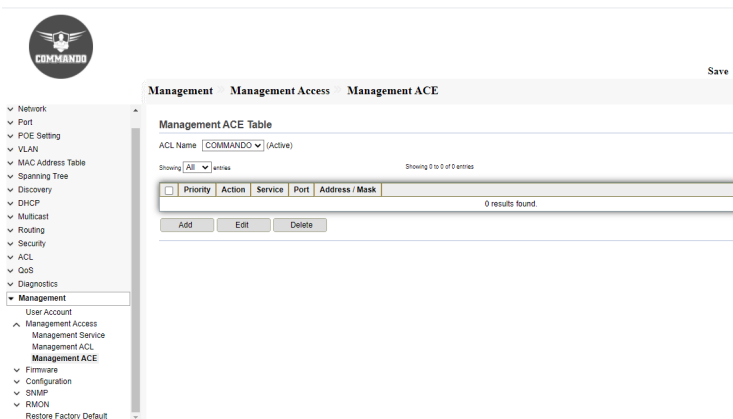 COMMANDO
Save
Management Management Access Management ACE
Network
Port
POE Setting
VLAN
MAC Address Table
Spanning Tree
Discovery
DHCP
Multicast
Routing
Security
ACL
QoS
Diagnostics
Management
User Account
Management Access
Management Service
Management ACL
Management ACE
Firmware
Configuration
SNMP
RMON
Restore Factory Default
Management ACE Table
ACL Name COMMANDO (Active)
Showing All entries Showing 0 to 0 of 0 entries
Priority Action Service Port Address / Mask
0 results found.
Add Edit Delete